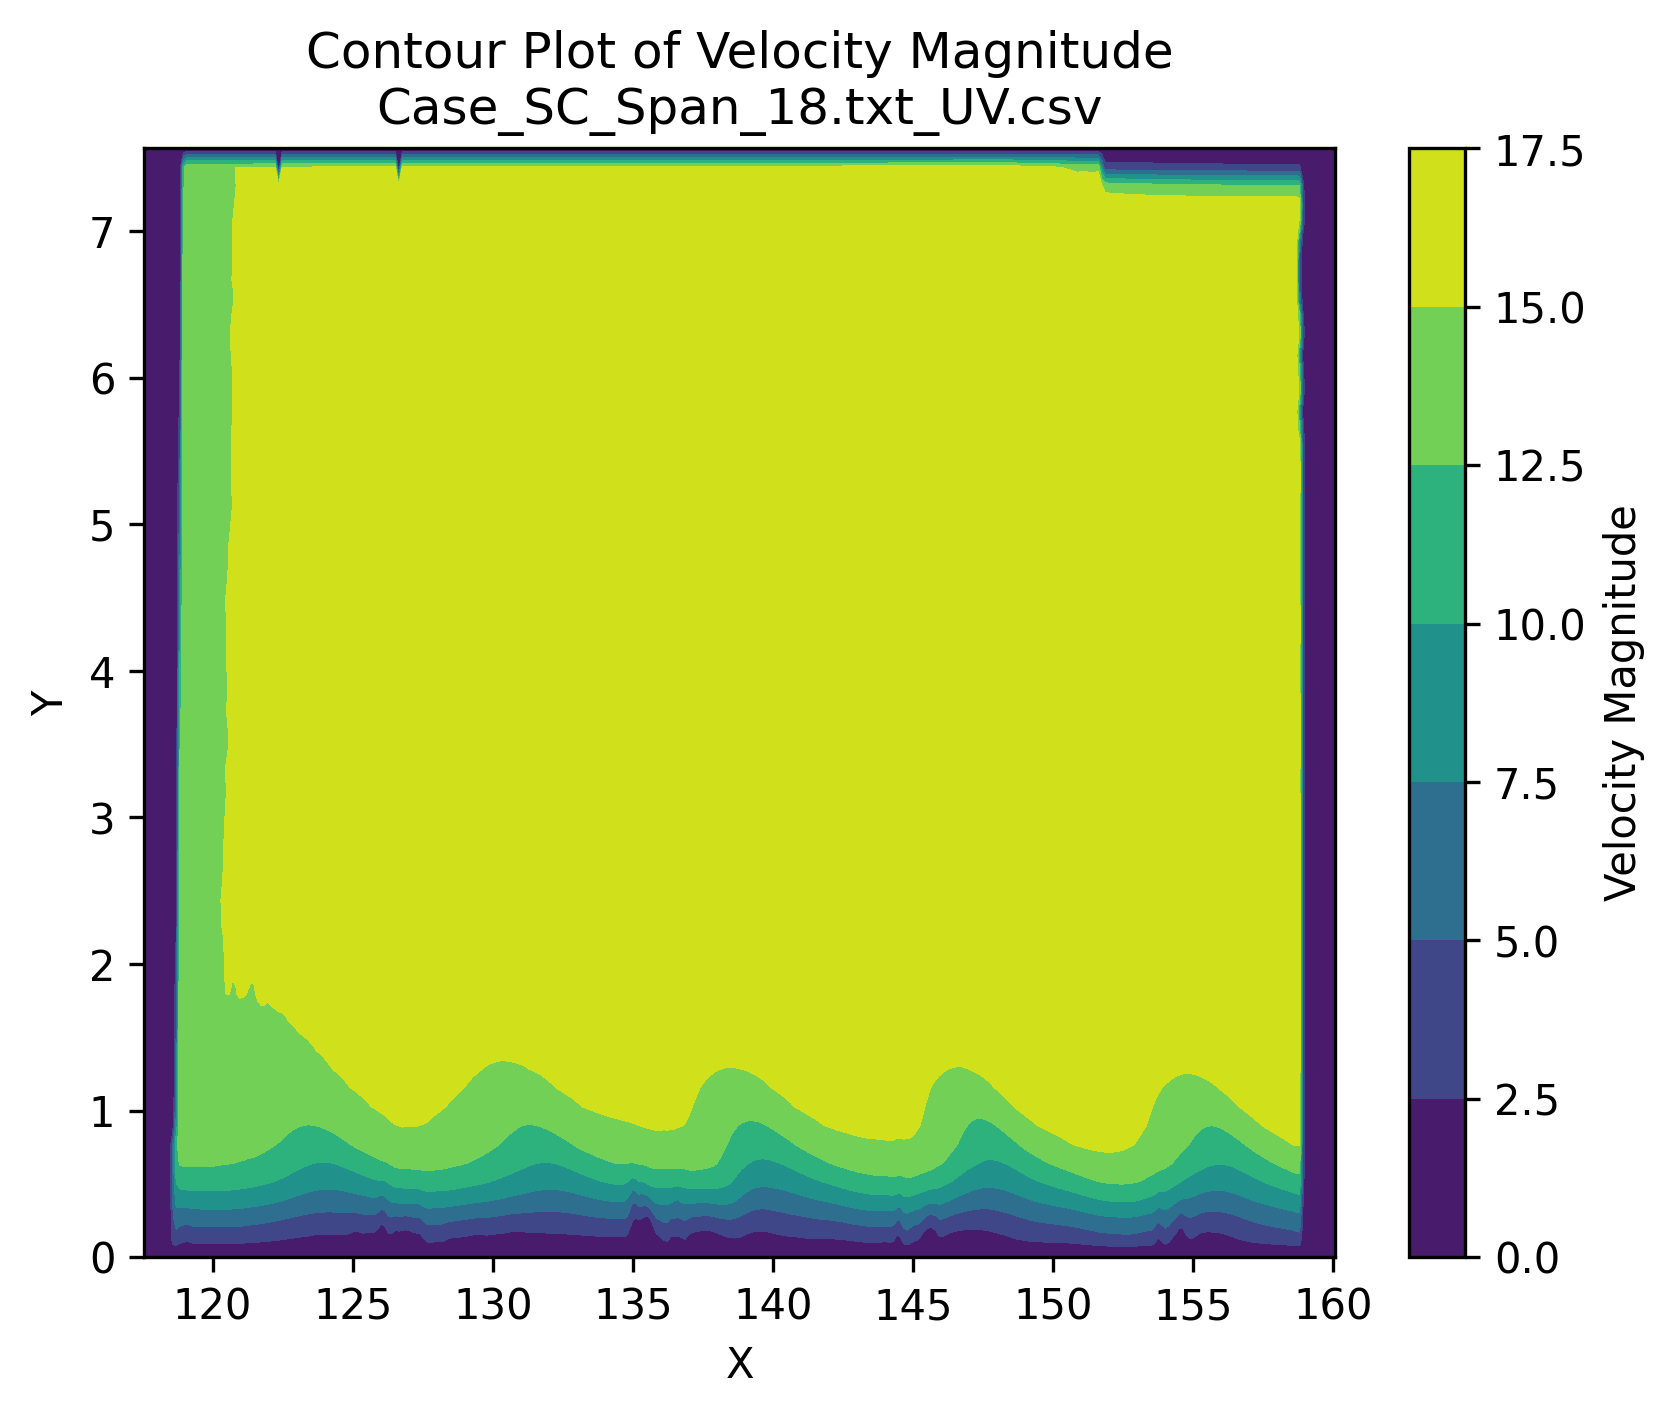 Contour Plot of Velocity Magnitude
Case_SC_Span_18.txt_UV.csv
7
6
5
4
3
2
1
0
Y
120 125 130 135 140 145 150 155 160
X
17.5
15.0
12.5
10.0
7.5
5.0
2.5
0.0
Velocity Magnitude